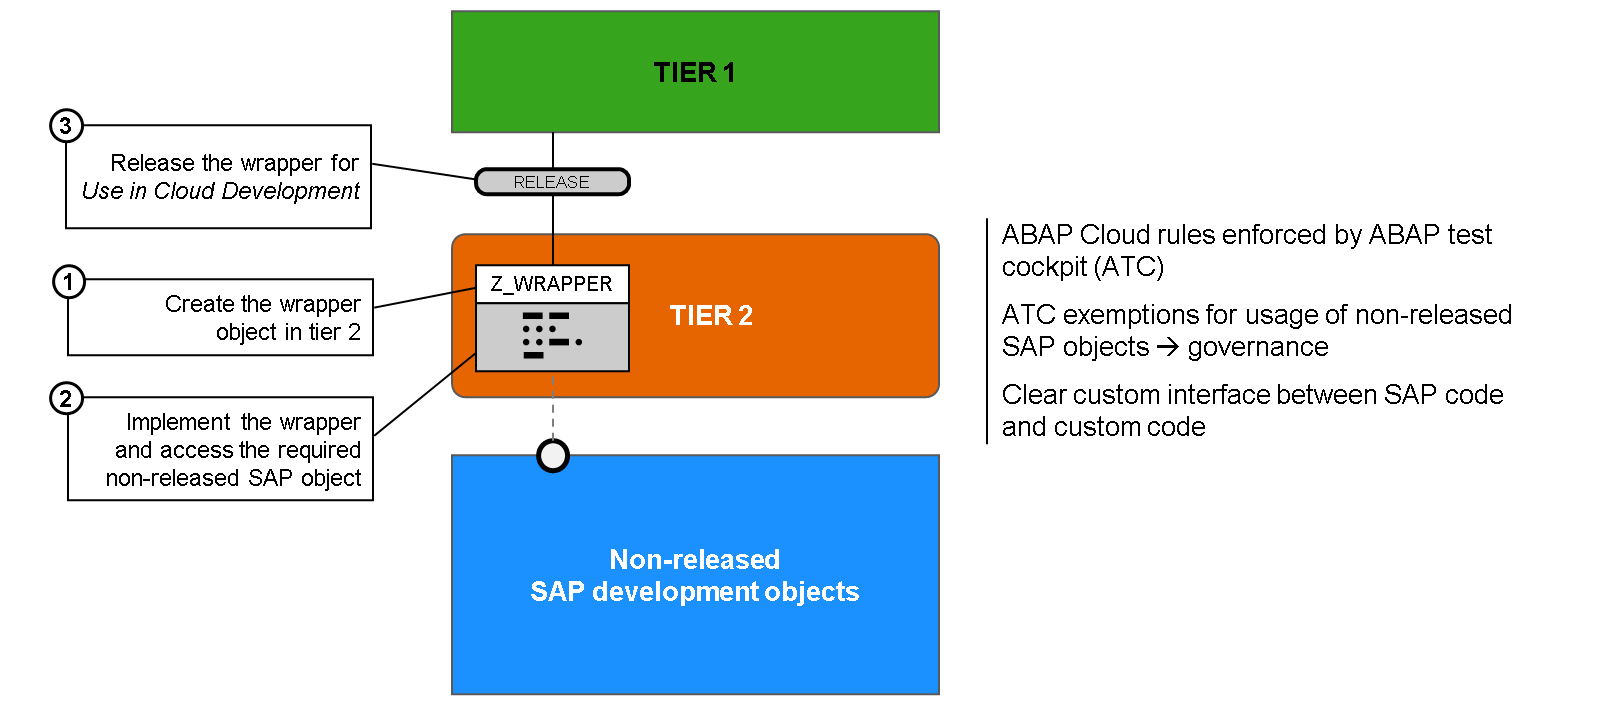 TIER 1
3
Release the wrapper for
Use in Cloud Development
RELEASE
1
Create the wrapper
object in tier 2
Z_WRAPPER
TIER 2
2
Implement the wrapper
and access the required
non-released SAP object
ABAP Cloud rules enforced by ABAP test
cockpit (ATC)
ATC exemptions for usage of non-released
SAP objects → governance
Clear custom interface between SAP code
and custom code
Non-released
SAP development objects